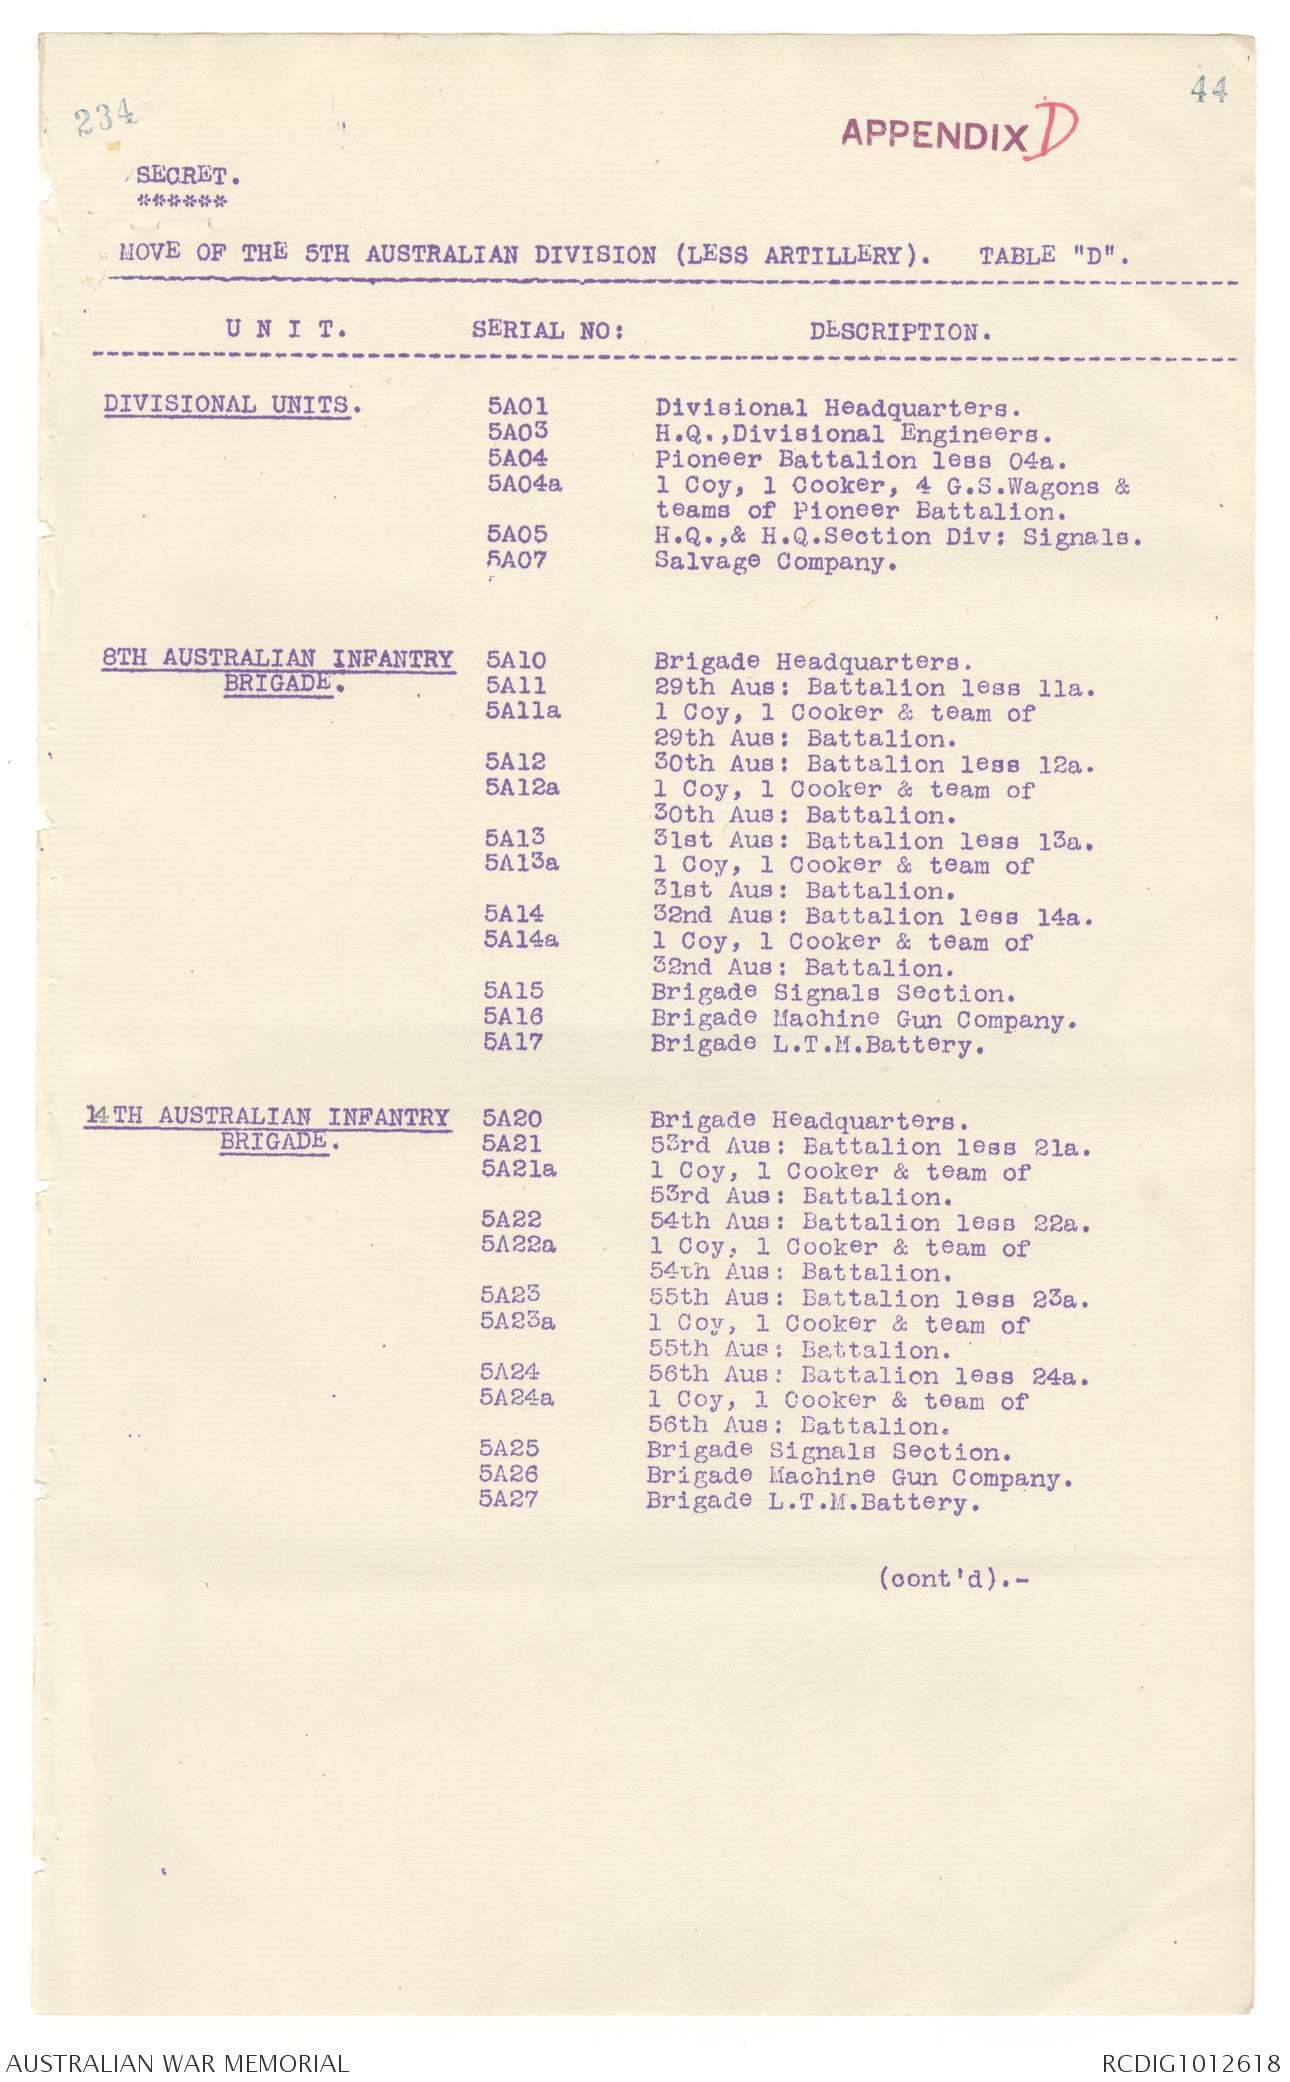 234
44
APPENDIX D
SECRET.
******
MOVE OF THE 5TH AUSTRALIAN DIVISION (LESS ARTILLERY). TABLE "D".
U N I T. SERIAL NO: DESCRIPTION.
DIVISIONAL UNITS. 5A01 Divisional Headquarters.
5A03 H.Q.,Divisional Engineers.
5A04 Pioneer Battalion less 04a.
5A04a 1 Coy, 1 Cooker, 4 G.S.Wagons &
teams of Pioneer Battalion.
5A05 H.Q.,& H.Q.Section Div: Signals.
5A07 Salvage Company.
8TH AUSTRALIAN INFANTRY 5A10 Brigade Headquarters.
BRIGADE. 5A11 29th Aus: Battalion less 11a.
5A11a 1 Coy, 1 Cooker & team of
29th Aus: Battalion.
5A12 30th Aus: Battalion less 12a.
5A12a 1 Coy, 1 Cooker & team of
30th Aus: Battalion.
5A13 31st Aus: Battalion less 13a.
5A13a 1 Coy, 1 Cooker & team of
31st Aus: Battalion.
5A14 32nd Aus: Battalion less 14a.
5A14a 1 Coy, 1 Cooker & team of
32nd Aus: Battalion.
5A15 Brigade Signals Section.
5A16 Brigade Machine Gun Company.
5A17 Brigade L.T.M.Battery.
14TH AUSTRALIAN INFANTRY 5A20 Brigade Headquarters.
BRIGADE. 5A21 53rd Aus: Battalion less 21a.
5A21a 1 Coy, 1 Cooker & team of
53rd Aus: Battalion.
5A22 54th Aus: Battalion less 22a.
5A22a 1 Coy, 1 Cooker & team of
54th Aus: Battalion.
5A23 55th Aus: Battalion less 23a.
5A23a 1 Coy, 1 Cooker & team of
55th Aus: Battalion.
5A24 56th Aus: Battalion less 24a.
5A24a 1 Coy, 1 Cooker & team of
56th Aus: Battalion.
5A25 Brigade Signals Section.
5A26 Brigade Machine Gun Company.
5A27 Brigade L.T.M.Battery.
(cont'd).-
AUSTRALIAN WAR MEMORIAL
RCDIG1012618